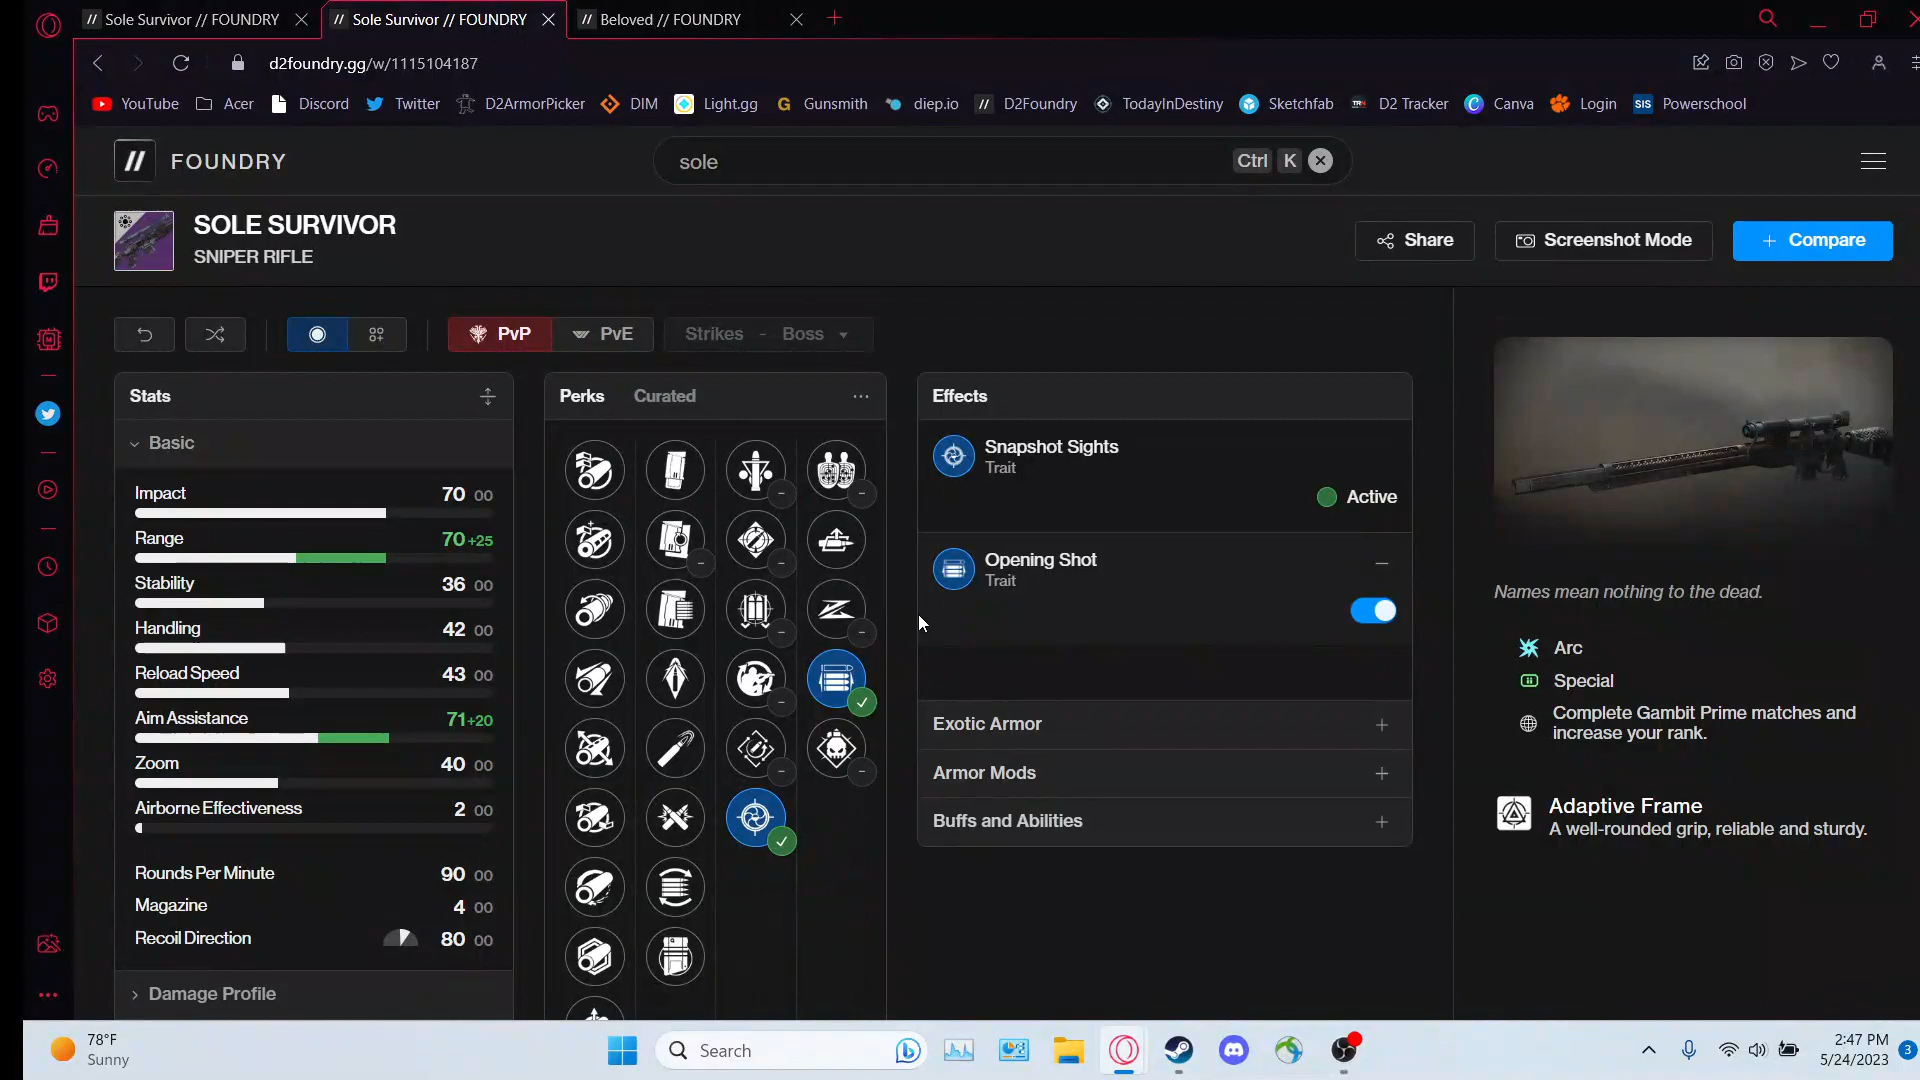 Sole Survivor // FOUNDRY
Sole Survivor // FOUNDRY
Beloved // FOUNDRY
d2foundry.gg/w/1115104187
YouTube
Acer
Discord
Twitter
D2ArmorPicker
DIM
Light.gg
Gunsmith
diep.io
D2Foundry
TodayInDestiny
Sketchfab
D2 Tracker
Canva
Login
SIS Powerschool
// FOUNDRY
sole
Ctrl K
SOLE SURVIVOR
SNIPER RIFLE
Share
Screenshot Mode
+ Compare
PvP
PvE
Strikes - Boss
Stats
Basic
Impact 70 00
Range 70 +25
Stability 36 00
Handling 42 00
Reload Speed 43 00
Aim Assistance 71 +20
Zoom 40 00
Airborne Effectiveness 2 00
Rounds Per Minute 90 00
Magazine 4 00
Recoil Direction 80 00
Damage Profile
Perks
Curated
Effects
Snapshot Sights
Trait
Active
Opening Shot
Trait
Exotic Armor
Armor Mods
Buffs and Abilities
Names mean nothing to the dead.
Arc
Special
Complete Gambit Prime matches and
increase your rank.
Adaptive Frame
A well-rounded grip, reliable and sturdy.
78°F
Sunny
Search
2:47 PM
5/24/2023
3